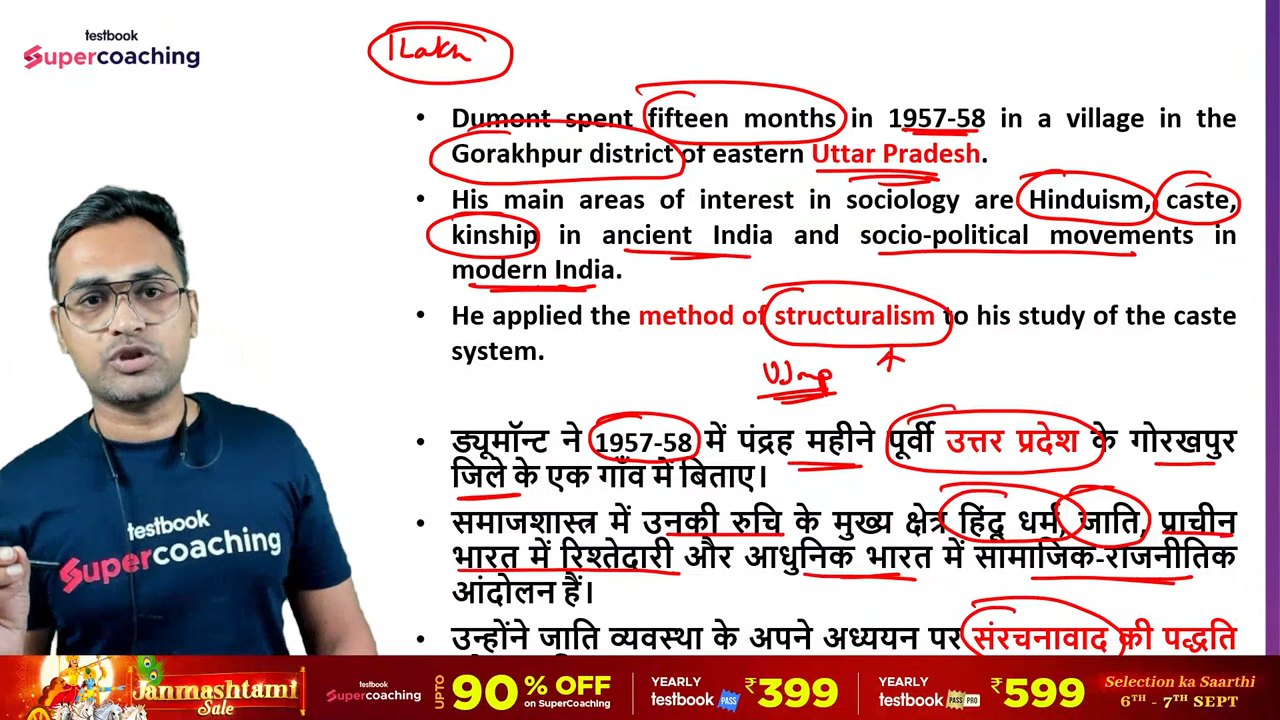 testbook
Supercoaching
1 Lakh
• Dumont spent fifteen months in 1957-58 in a village in the
Gorakhpur district of eastern Uttar Pradesh.
• His main areas of interest in sociology are Hinduism, caste,
kinship in ancient India and socio-political movements in
modern India.
• He applied the method of structuralism to his study of the caste
system.
• ड्यूमॉन्ट ने 1957-58 में पंद्रह महीने पूर्वी उत्तर प्रदेश के गोरखपुर
जिले के एक गाँव में बिताए।
• समाजशास्त्र में उनकी रुचि के मुख्य क्षेत्र हिंदू धर्म, जाति, प्राचीन
भारत में रिश्तेदारी और आधुनिक भारत में सामाजिक-राजनीतिक
आंदोलन हैं।
• उन्होंने जाति व्यवस्था के अपने अध्ययन पर संरचनावाद की पद्धति
testbook
Supercoaching
Janmashtami
Sale
testbook
Supercoaching
UPTO 90% OFF
on SuperCoaching
YEARLY
testbook PASS
₹399
YEARLY
testbook PASS PRO
₹599
Selection ka Saarthi
6TH - 7TH SEPT